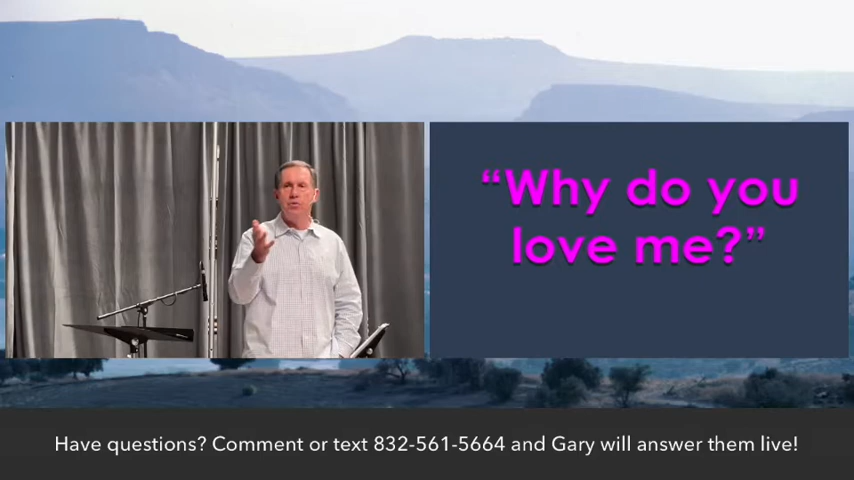 “Why do you
love me?”
Have questions? Comment or text 832-561-5664 and Gary will answer them live!